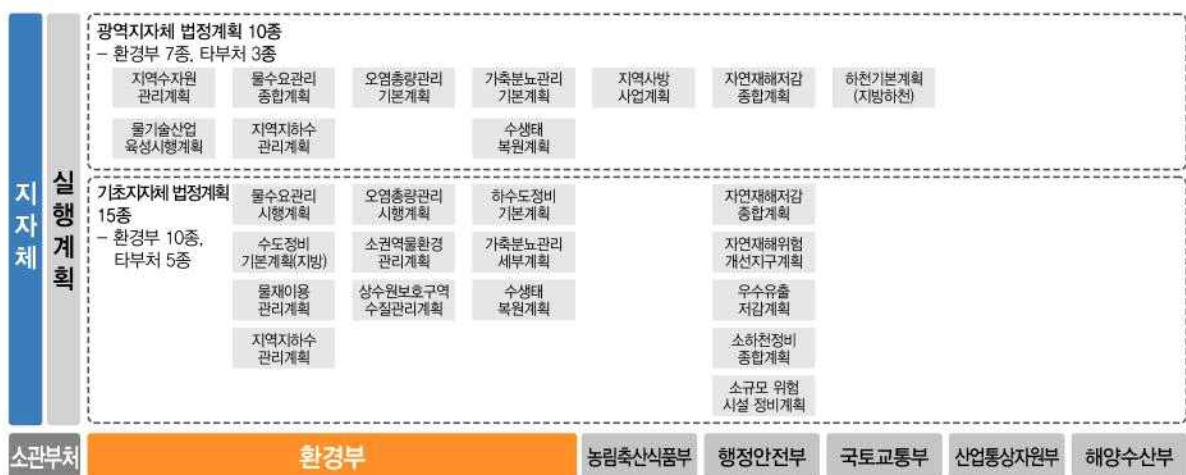 광역지자체 법정계획 10종
– 환경부 7종, 타부처 3종
지역수자원
관리계획
물수요관리
종합계획
오염총량관리
기본계획
가축분뇨관리
기본계획
지역사방
사업계획
자연재해저감
종합계획
하천기본계획
(지방하천)
물기술산업
육성시행계획
지역지하수
관리계획
수생태
복원계획
지자체
실행계획
기초지자체 법정계획
15종
– 환경부 10종,
타부처 5종
물수요관리
시행계획
오염총량관리
시행계획
하수도정비
기본계획
자연재해저감
종합계획
수도정비
기본계획(지방)
소권역물환경
관리계획
가축분뇨관리
세부계획
자연재해위험
개선지구계획
물재이용
관리계획
상수원보호구역
수질관리계획
수생태
복원계획
우수유출
저감계획
지역지하수
관리계획
소하천정비
종합계획
소규모 위험
시설 정비계획
소관부처
환경부
농림축산식품부
행정안전부
국토교통부
산업통상자원부
해양수산부